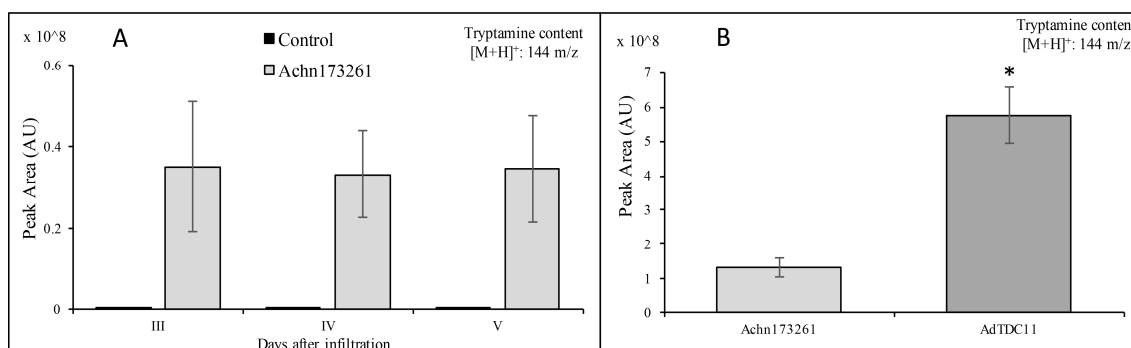 x 10^8
A
Tryptamine content
[M+H]⁺: 144 m/z
Control
Achn173261
0.6
0.4
0.2
0
Peak Area (AU)
III
IV
V
Days after infiltration
x 10^8
B
Tryptamine conten
[M+H]⁺: 144 m/z
*
7
6
5
4
3
2
1
0
Peak Area (AU)
Achn173261
AdTDC11